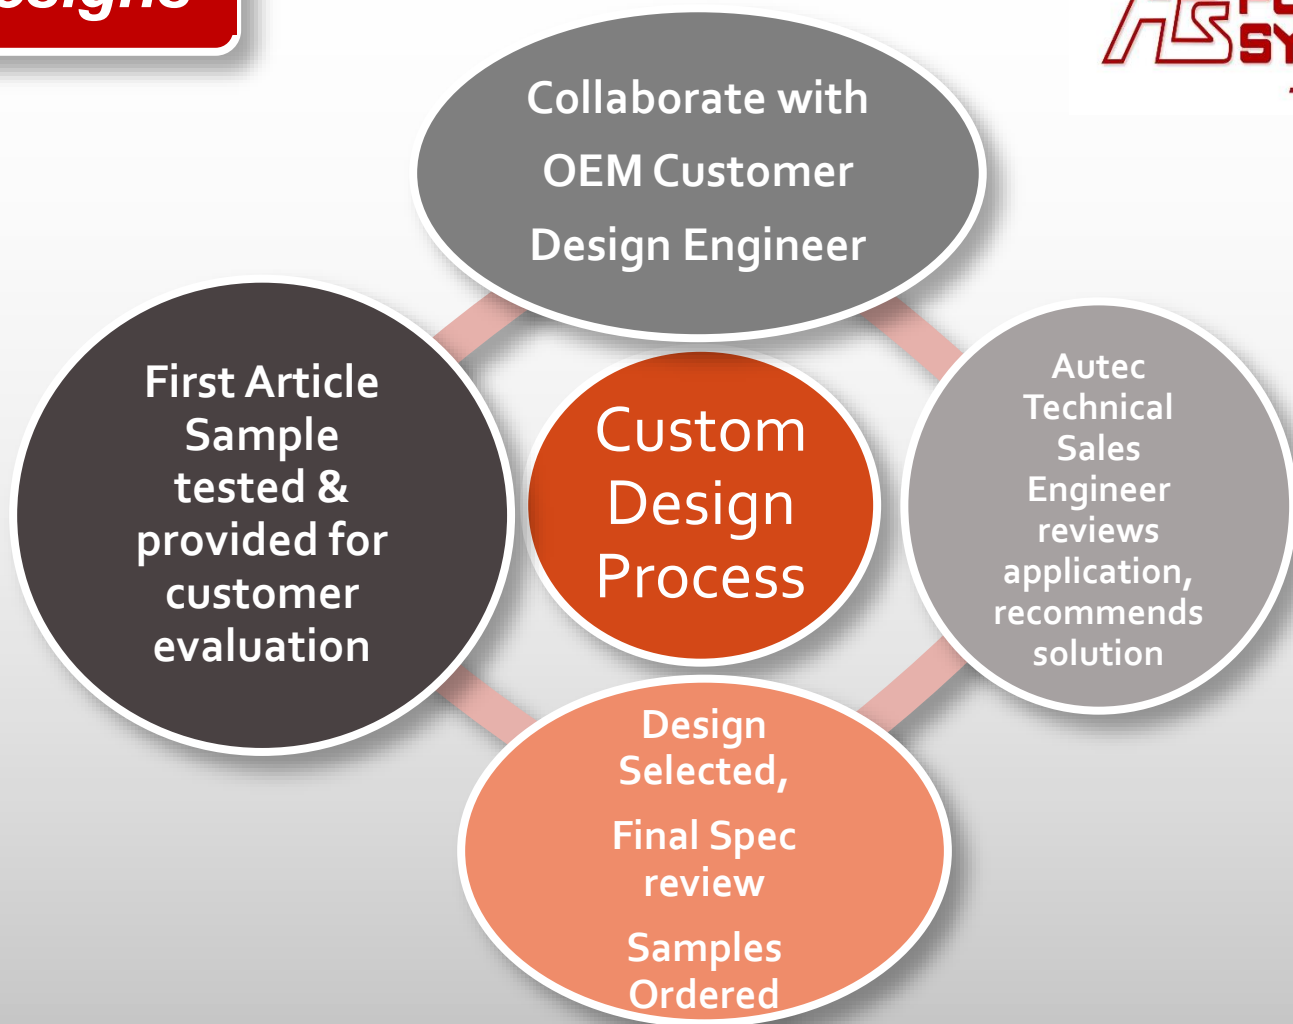 Collaborate with
OEM Customer
Design Engineer
Autec
Technical
Sales
Engineer
reviews
application,
recommends
solution
Custom
Design
Process
First Article
Sample
tested &
provided for
customer
evaluation
Design
Selected,
Final Spec
review
Samples
Ordered